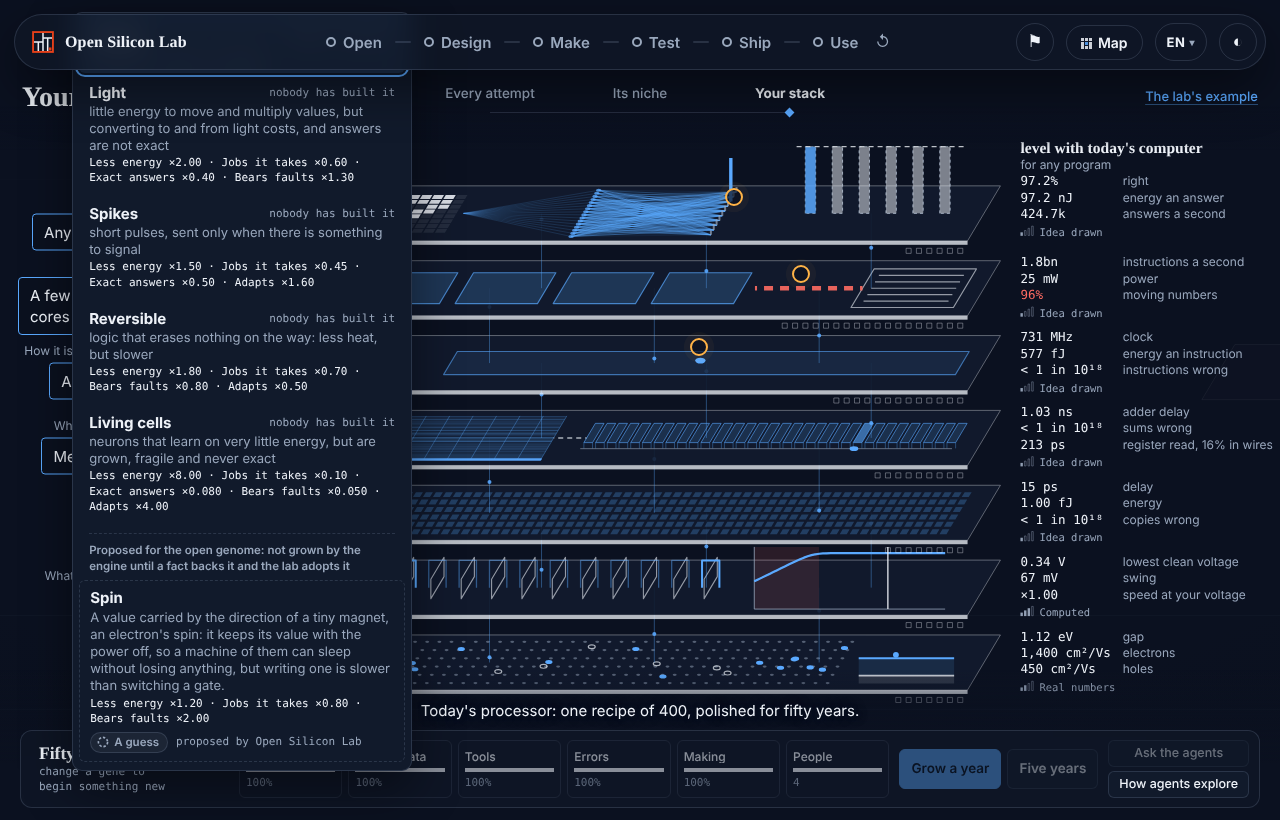 Open Silicon Lab
Open
Design
Make
Test
Ship
Use
Map
EN
Every attempt
Its niche
Your stack
The lab's example
Light
nobody has built it
little energy to move and multiply values, but
converting to and from light costs, and answers
are not exact
Less energy ×2.00 · Jobs it takes ×0.60 ·
Exact answers ×0.40 · Bears faults ×1.30
Spikes
nobody has built it
short pulses, sent only when there is something
to signal
Less energy ×1.50 · Jobs it takes ×0.45 ·
Exact answers ×0.50 · Adapts ×1.60
Reversible
nobody has built it
logic that erases nothing on the way: less heat,
but slower
Less energy ×1.80 · Jobs it takes ×0.70 ·
Bears faults ×0.80 · Adapts ×0.50
Living cells
nobody has built it
neurons that learn on very little energy, but are
grown, fragile and never exact
Less energy ×8.00 · Jobs it takes ×0.10 ·
Exact answers ×0.080 · Bears faults ×0.050 ·
Adapts ×4.00
Proposed for the open genome: not grown by the
engine until a fact backs it and the lab adopts it
Spin
A value carried by the direction of a tiny magnet,
an electron's spin: it keeps its value with the
power off, so a machine of them can sleep
without losing anything, but writing one is slower
than switching a gate.
Less energy ×1.20 · Jobs it takes ×0.80 ·
Bears faults ×2.00
A guess
proposed by Open Silicon Lab
Any
A few
cores
How it is
level with today's computer
for any program
97.2% right
97.2 nJ energy an answer
424.7k answers a second
Idea drawn
1.8bn instructions a second
25 mW power
96% moving numbers
Idea drawn
731 MHz clock
577 fJ energy an instruction
< 1 in 10¹⁸ instructions wrong
Idea drawn
1.03 ns adder delay
< 1 in 10¹⁸ sums wrong
213 ps register read, 16% in wires
Idea drawn
15 ps delay
1.00 fJ energy
< 1 in 10¹⁸ copies wrong
Idea drawn
0.34 V lowest clean voltage
67 mV swing
×1.00 speed at your voltage
Computed
1.12 eV gap
1,400 cm²/Vs electrons
450 cm²/Vs holes
Real numbers
Today's processor: one recipe of 400, polished for fifty years.
Fifty
change a gene to
begin something new
100%
100%
Tools
100%
Errors
100%
Making
100%
People
4
Grow a year
Five years
Ask the agents
How agents explore